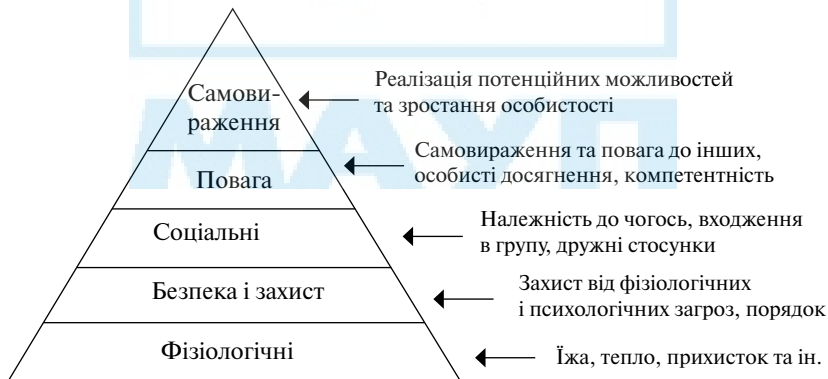 Самови-
раження
Реалізація потенційних можливостей
та зростання особистості
Повага
Самовираження та повага до інших,
особисті досягнення, компетентність
Соціальні
Належність до чогось, входження
в групу, дружні стосунки
Безпека і захист
Захист від фізіологічних
і психологічних загроз, порядок
Фізіологічні
Їжа, тепло, прихисток та ін.
МАУП